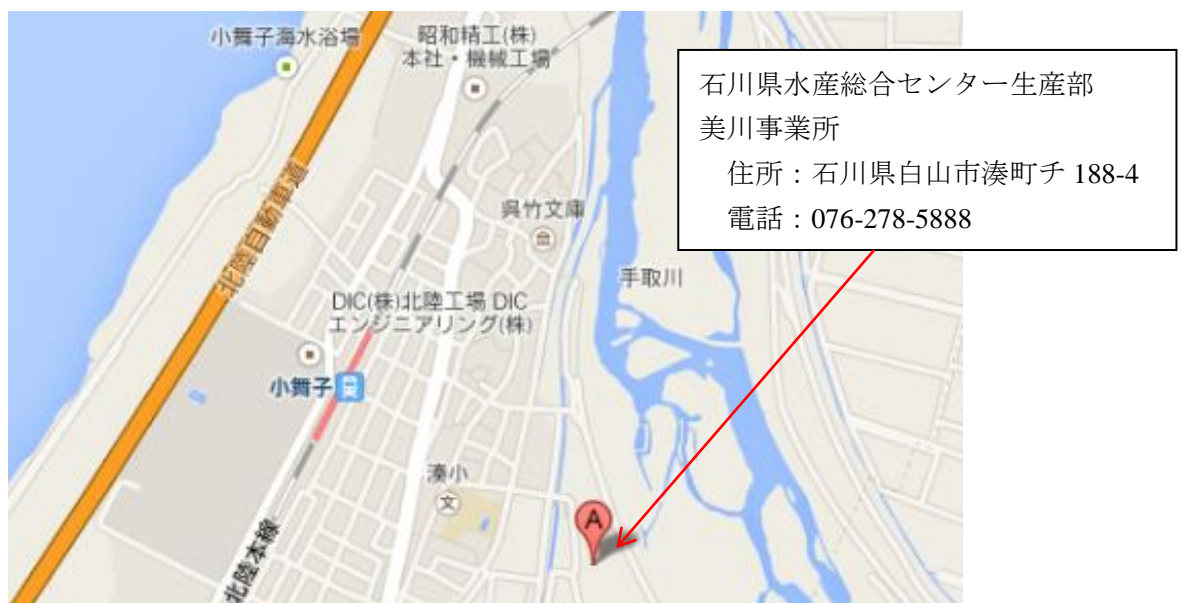 小舞子海水浴場
昭和精工(株)
本社・機械工場
石川県水産総合センター生産部
美川事業所
住所：石川県白山市湊町チ 188-4
電話：076-278-5888
呉竹文庫
北陸自動車道
手取川
DIC(株)北陸工場 DIC
エンジニアリング(株)
小舞子
湊小
文
A
北陸本線